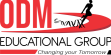 ODM
EDUCATIONAL GROUP
Changing your Tomorrow